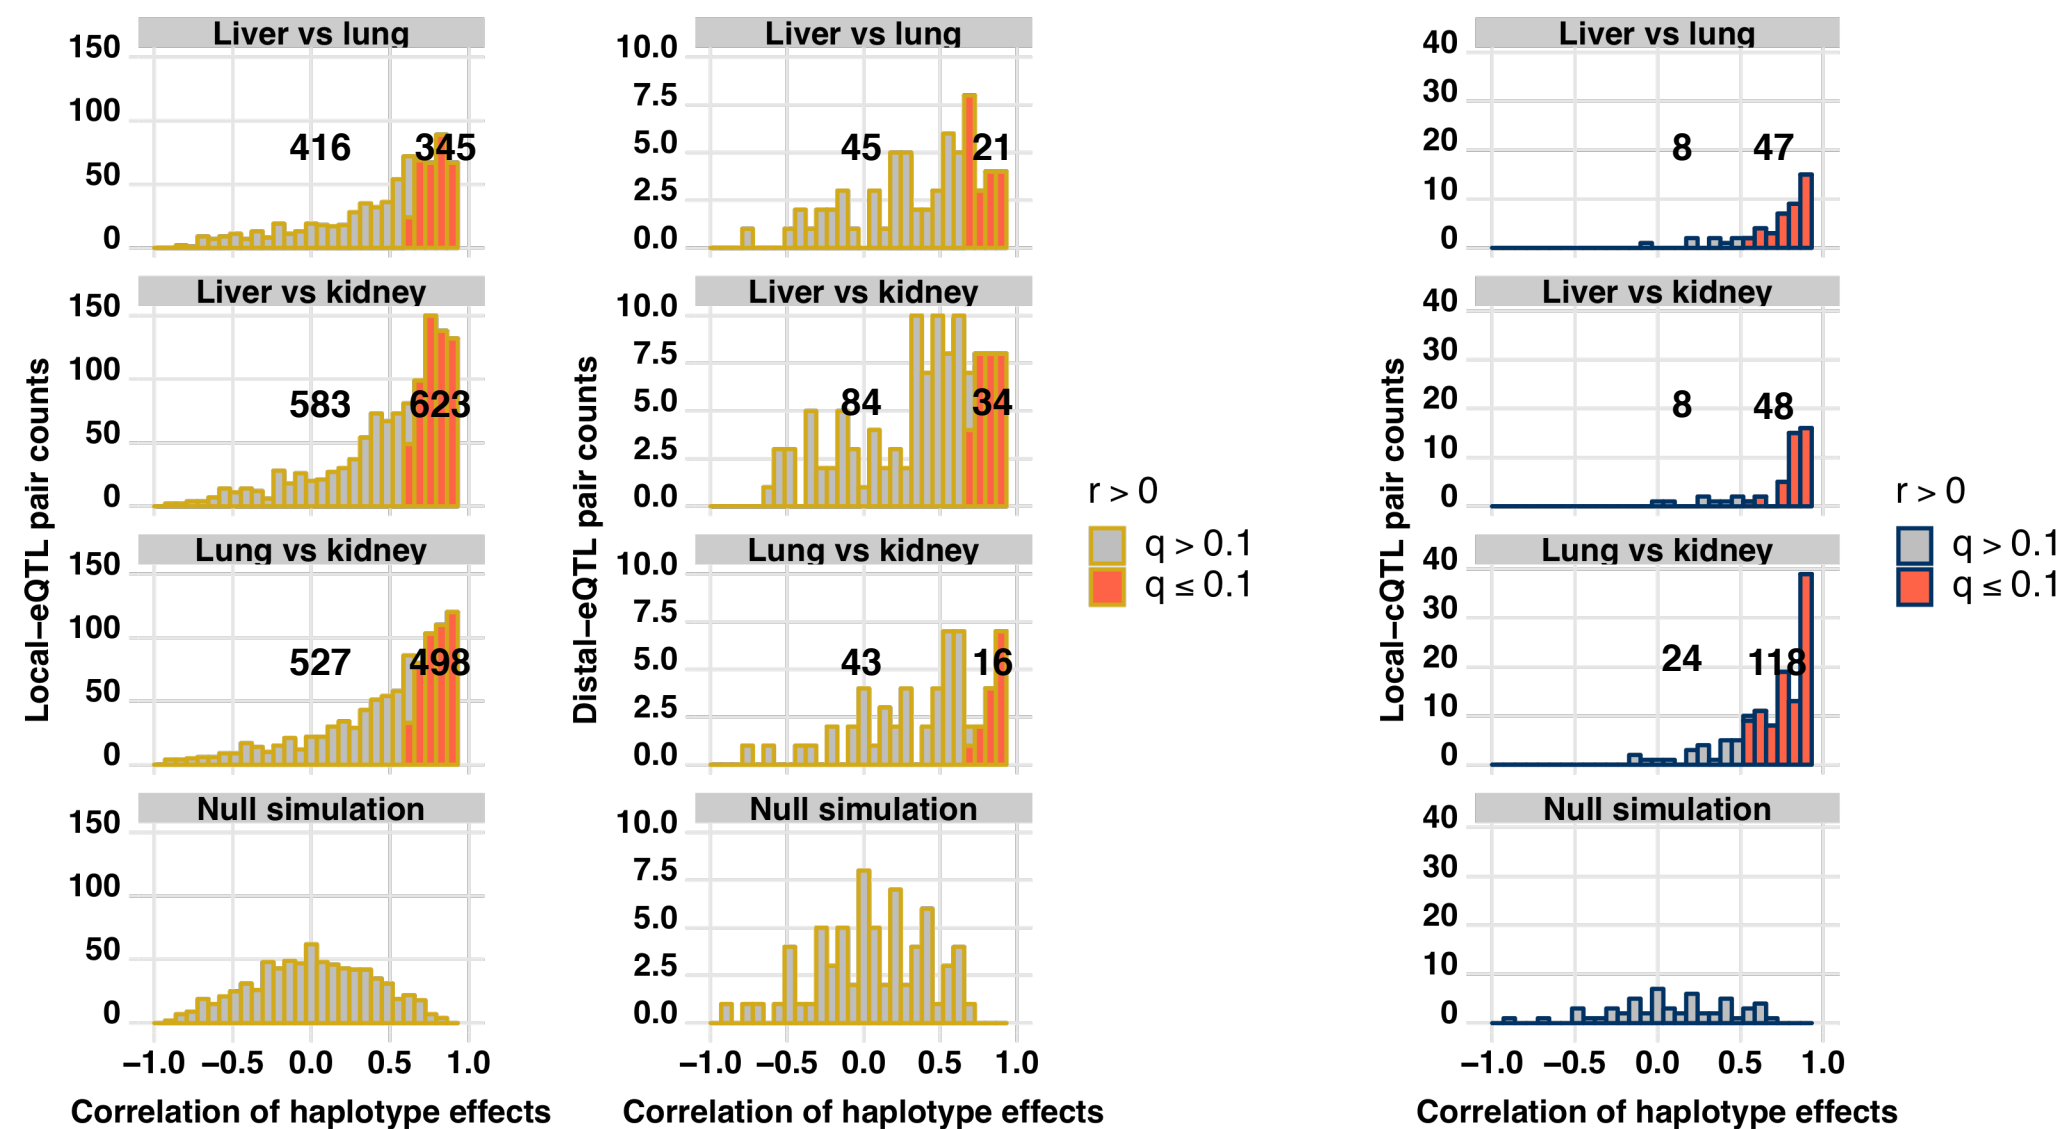 Local−eQTL pair counts
Liver vs lung
150
100
50
0
416
345
Liver vs kidney
150
100
50
0
583
623
Lung vs kidney
150
100
50
0
527
498
Null simulation
150
100
50
0
−1.0 −0.5 0.0 0.5 1.0
Correlation of haplotype effects
Distal−eQTL pair counts
Liver vs lung
10.0
7.5
5.0
2.5
0.0
45
21
Liver vs kidney
10.0
7.5
5.0
2.5
0.0
84
34
Lung vs kidney
10.0
7.5
5.0
2.5
0.0
43
16
Null simulation
10.0
7.5
5.0
2.5
0.0
−1.0 −0.5 0.0 0.5 1.0
Correlation of haplotype effects
r > 0
q > 0.1
q ≤ 0.1
Local−cQTL pair counts
Liver vs lung
40
30
20
10
0
8
47
Liver vs kidney
40
30
20
10
0
8
48
Lung vs kidney
40
30
20
10
0
24
118
Null simulation
40
30
20
10
0
−1.0 −0.5 0.0 0.5 1.0
Correlation of haplotype effects
r > 0
q > 0.1
q ≤ 0.1